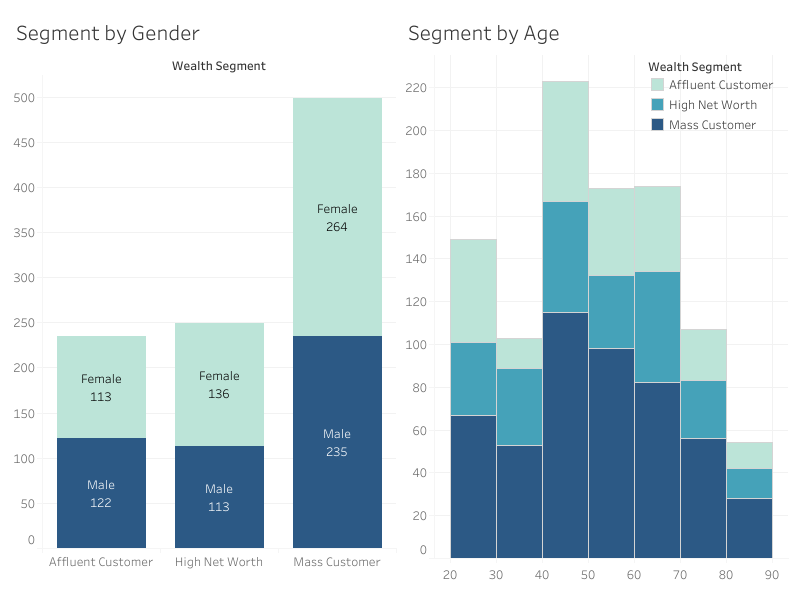 Segment by Gender
Wealth Segment
500
450
400
350
300
250
200
150
100
50
0
Female
264
Female
113
Female
136
Male
235
Male
122
Male
113
Affluent Customer
High Net Worth
Mass Customer
Segment by Age
Wealth Segment
Affluent Customer
High Net Worth
Mass Customer
220
200
180
160
140
120
100
80
60
40
20
0
20 30 40 50 60 70 80 90